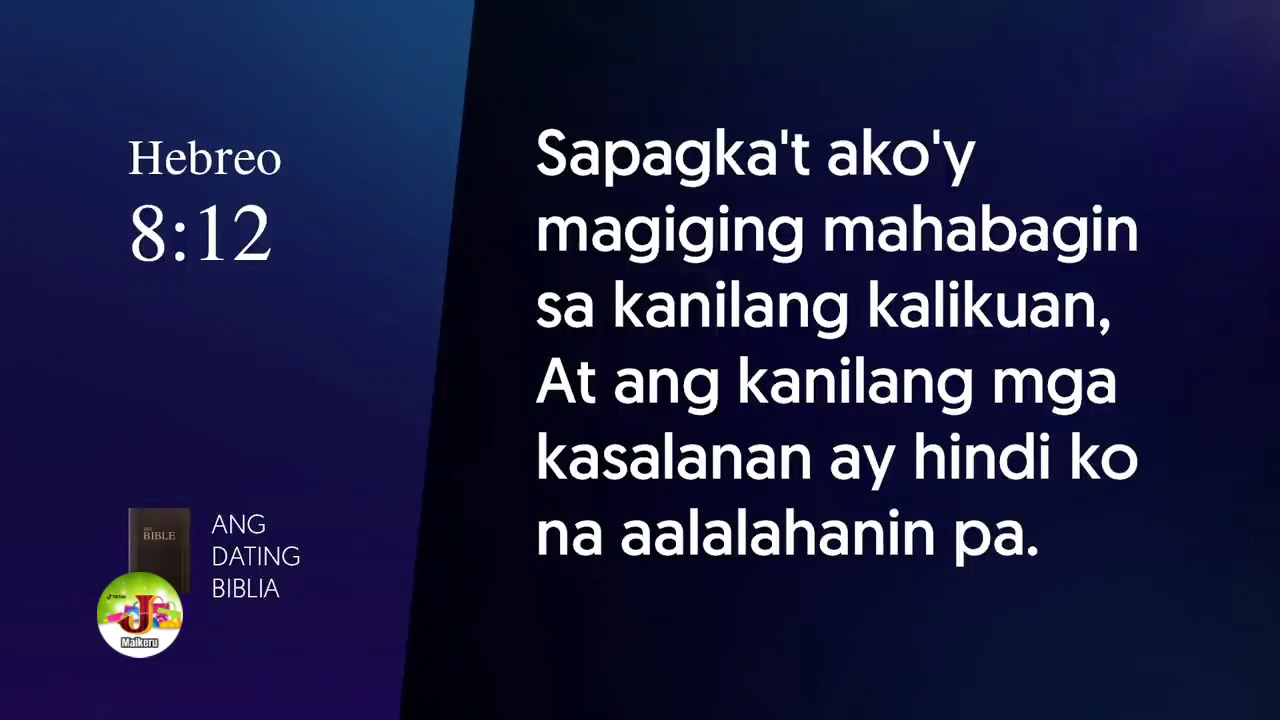 Hebreo
8:12
Sapagka't ako'y
magiging mahabagin
sa kanilang kalikuan,
At ang kanilang mga
kasalanan ay hindi ko
na aalalahanin pa.
BIBLE
ANG
DATING
BIBLIA
TikTok
J
Maikeru